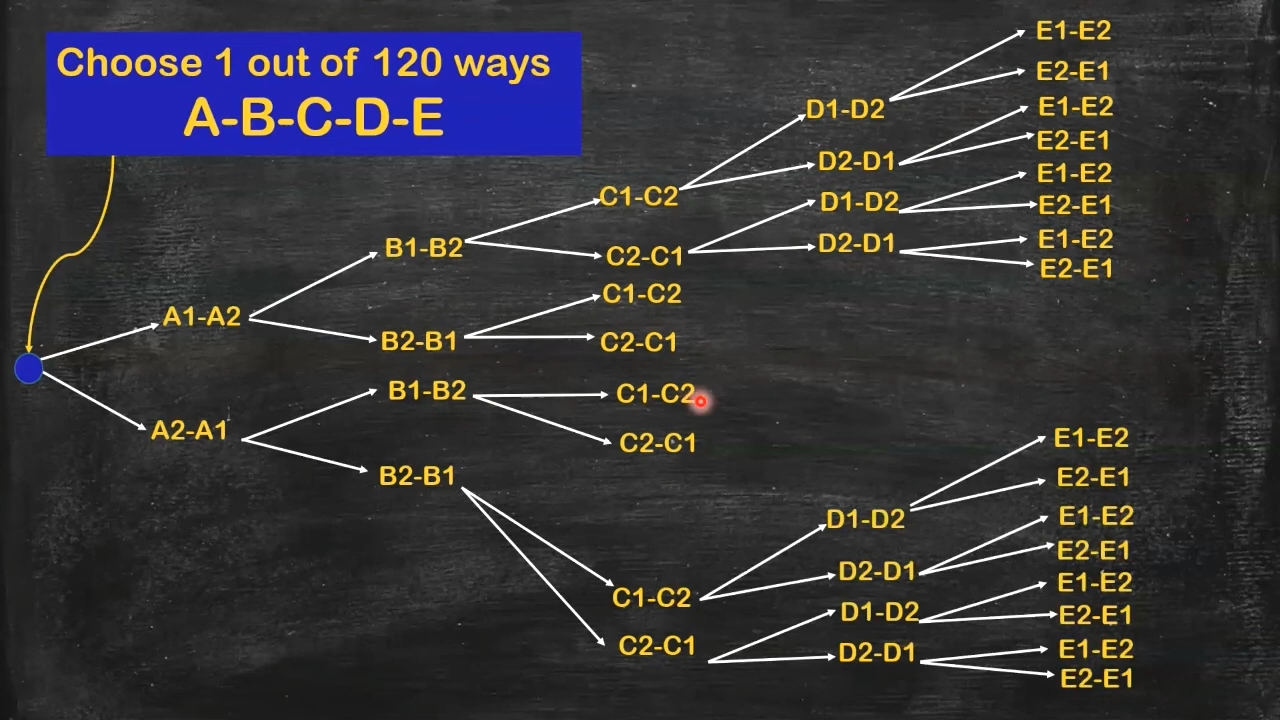 Choose 1 out of 120 ways
A-B-C-D-E
A1-A2
A2-A1
B1-B2
B2-B1
B1-B2
B2-B1
C1-C2
C2-C1
C1-C2
C2-C1
C1-C2
C2-C1
C1-C2
C2-C1
D1-D2
D2-D1
D1-D2
D2-D1
D1-D2
D2-D1
D1-D2
D2-D1
E1-E2
E2-E1
E1-E2
E2-E1
E1-E2
E2-E1
E1-E2
E2-E1
E1-E2
E2-E1
E1-E2
E2-E1
E1-E2
E2-E1
E1-E2
E2-E1